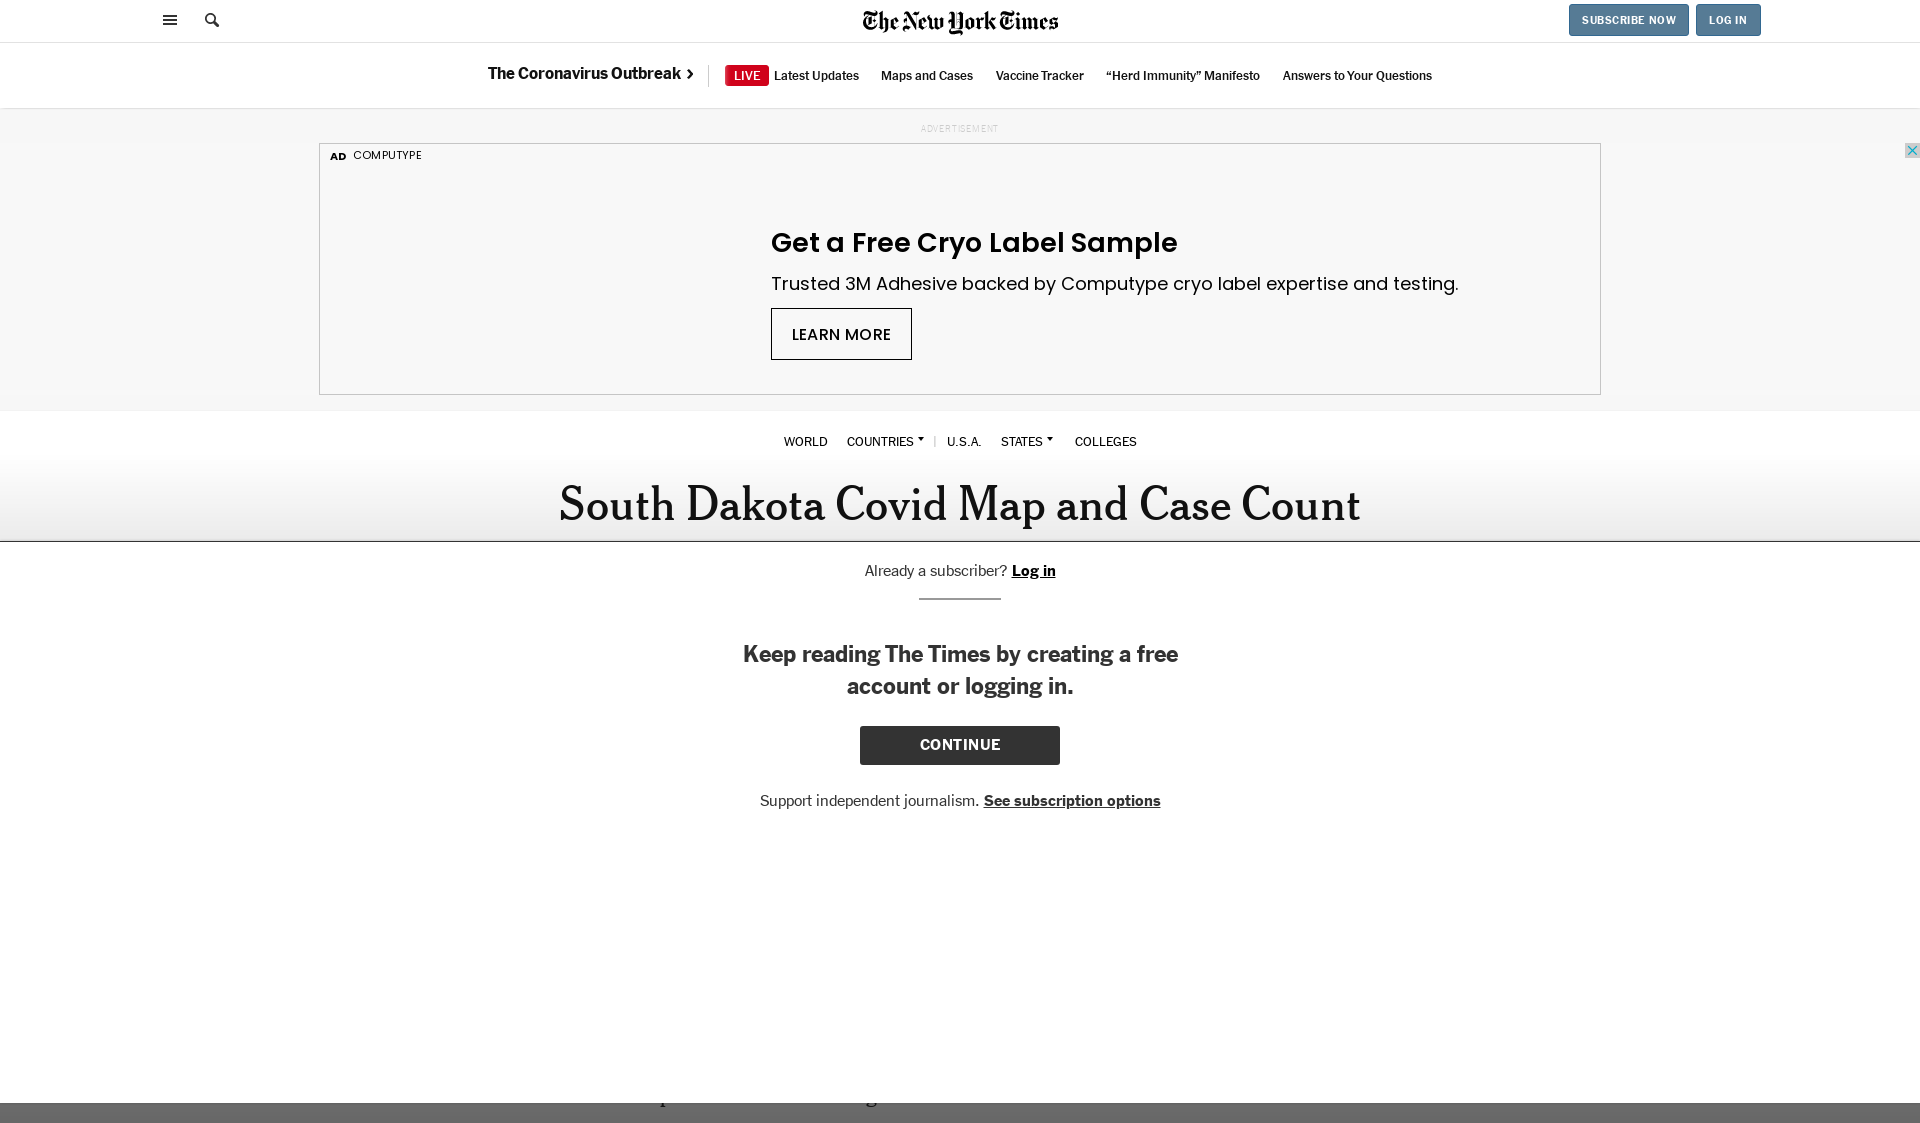 The New York Times
SUBSCRIBE NOW
LOG IN
The Coronavirus Outbreak ›
LIVE Latest Updates
Maps and Cases
Vaccine Tracker
“Herd Immunity” Manifesto
Answers to Your Questions
ADVERTISEMENT
AD COMPUTYPE
Get a Free Cryo Label Sample
Trusted 3M Adhesive backed by Computype cryo label expertise and testing.
LEARN MORE
WORLD
COUNTRIES
U.S.A.
STATES
COLLEGES
South Dakota Covid Map and Case Count
Already a subscriber? Log in
Keep reading The Times by creating a free
account or logging in.
CONTINUE
Support independent journalism. See subscription options